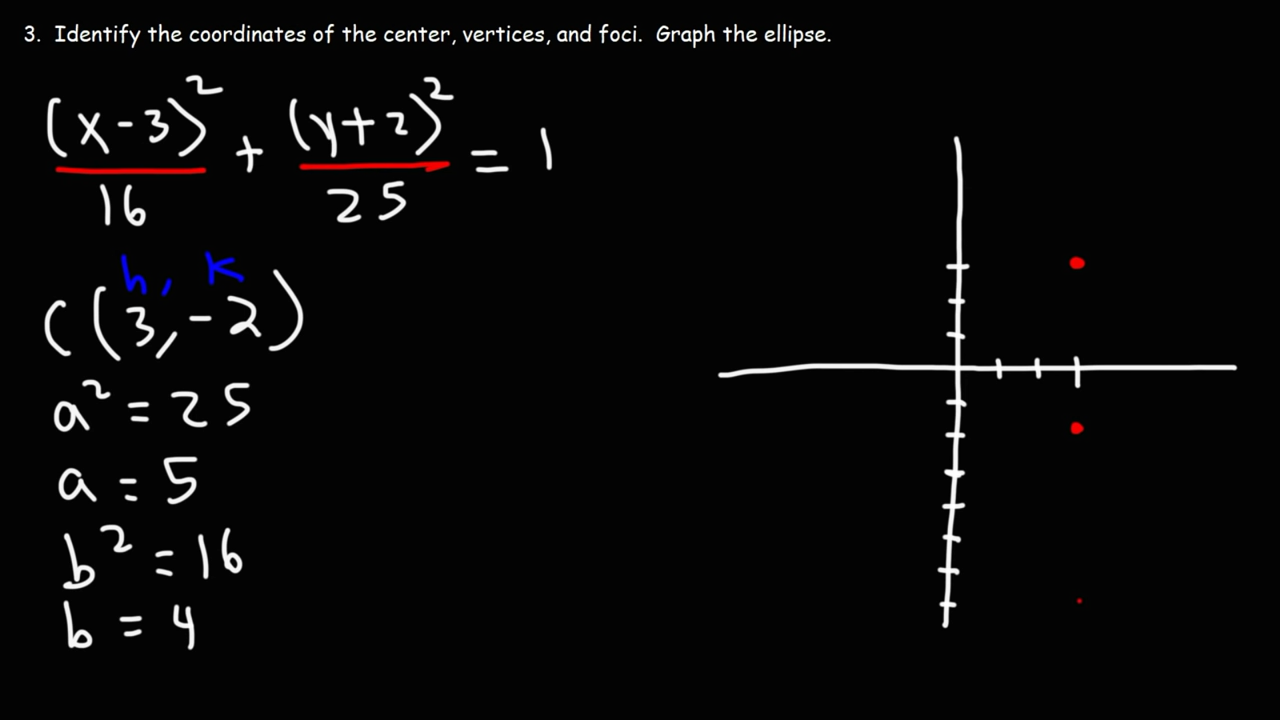 3. Identify the coordinates of the center, vertices, and foci. Graph the ellipse.
(x-3)² + (y+2)² = 1
16 25
h, k
C(3,-2)
a² = 25
a = 5
b² = 16
b = 4